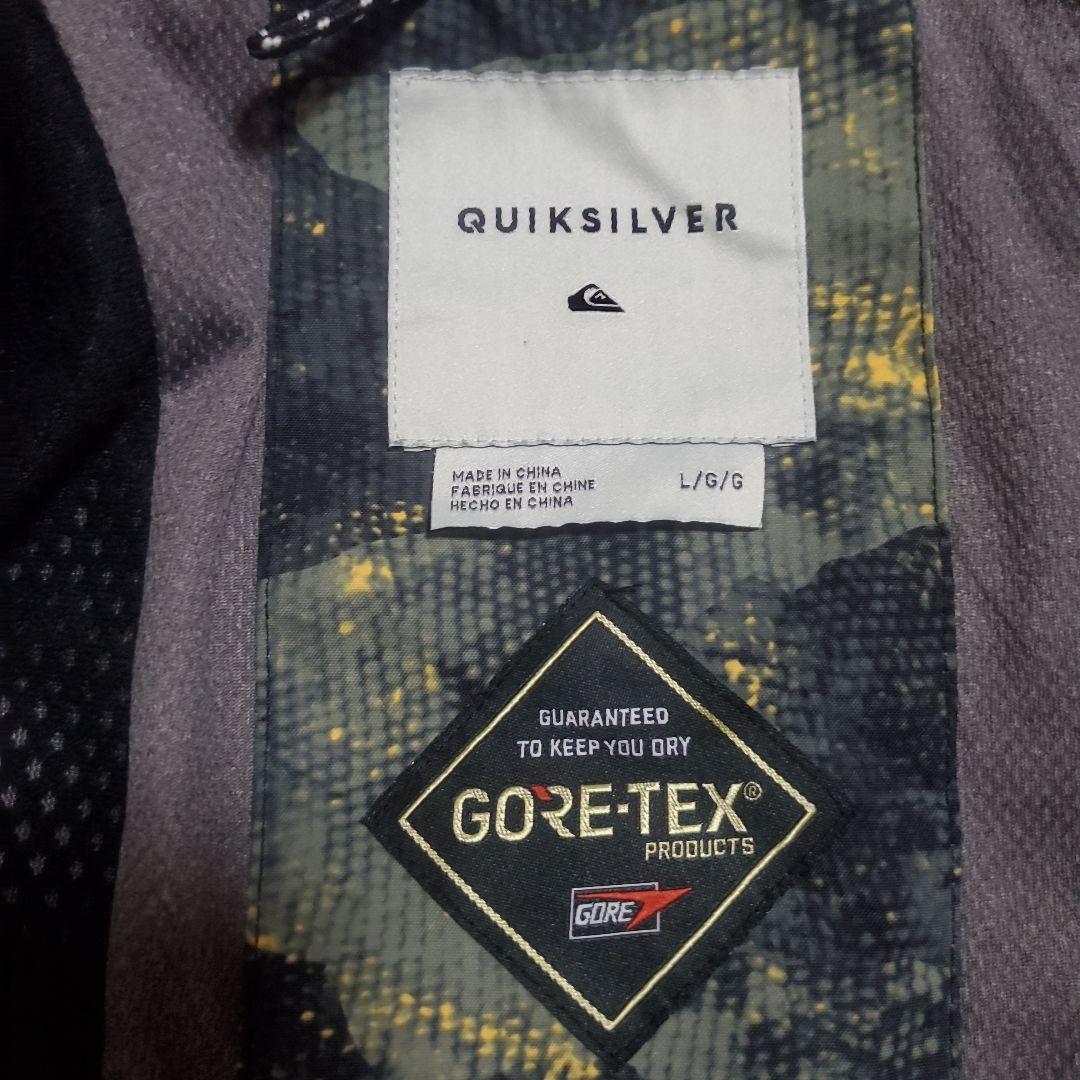 QUIKSILVER
MADE IN CHINA
FABRIQUE EN CHINE
HECHO EN CHINA
L/G/G
GUARANTEED
TO KEEP YOU DRY
GORE-TEX®
PRODUCTS
GORE